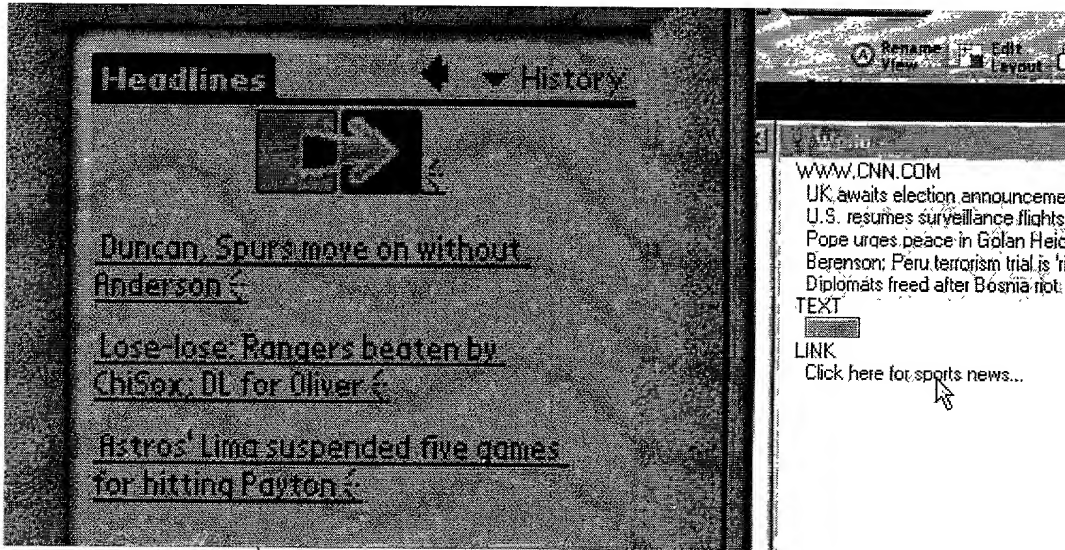 Headlines
History
Duncan, Spurs move on without
Anderson
Lose-lose: Rangers beaten by
ChiSox; DL for Oliver
Astros' Lima suspended five games
for hitting Payton
Rename
View
Edit
Layout
WWW.CNN.COM
UK awaits election announceme
U.S. resumes surveillance flights
Pope urges peace in Golan Heig
Berenson: Peru terrorism trial is 'ri
Diplomats freed after Bosnia riot
TEXT
LINK
Click here for sports news...